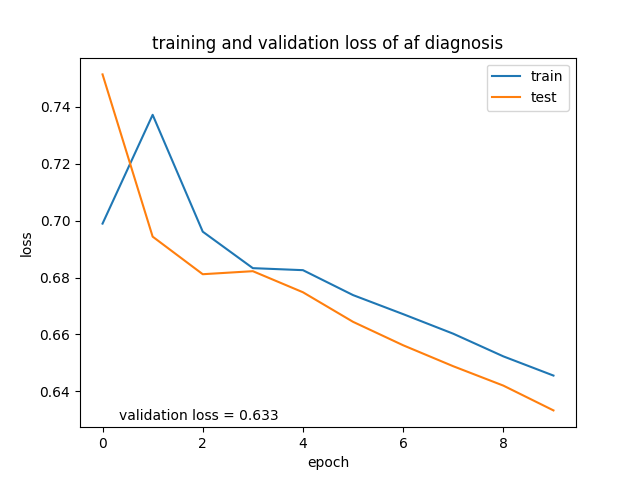 training and validation loss of af diagnosis
train
test
0.74
0.72
0.70
0.68
0.66
0.64
loss
validation loss = 0.633
0 2 4 6 8
epoch